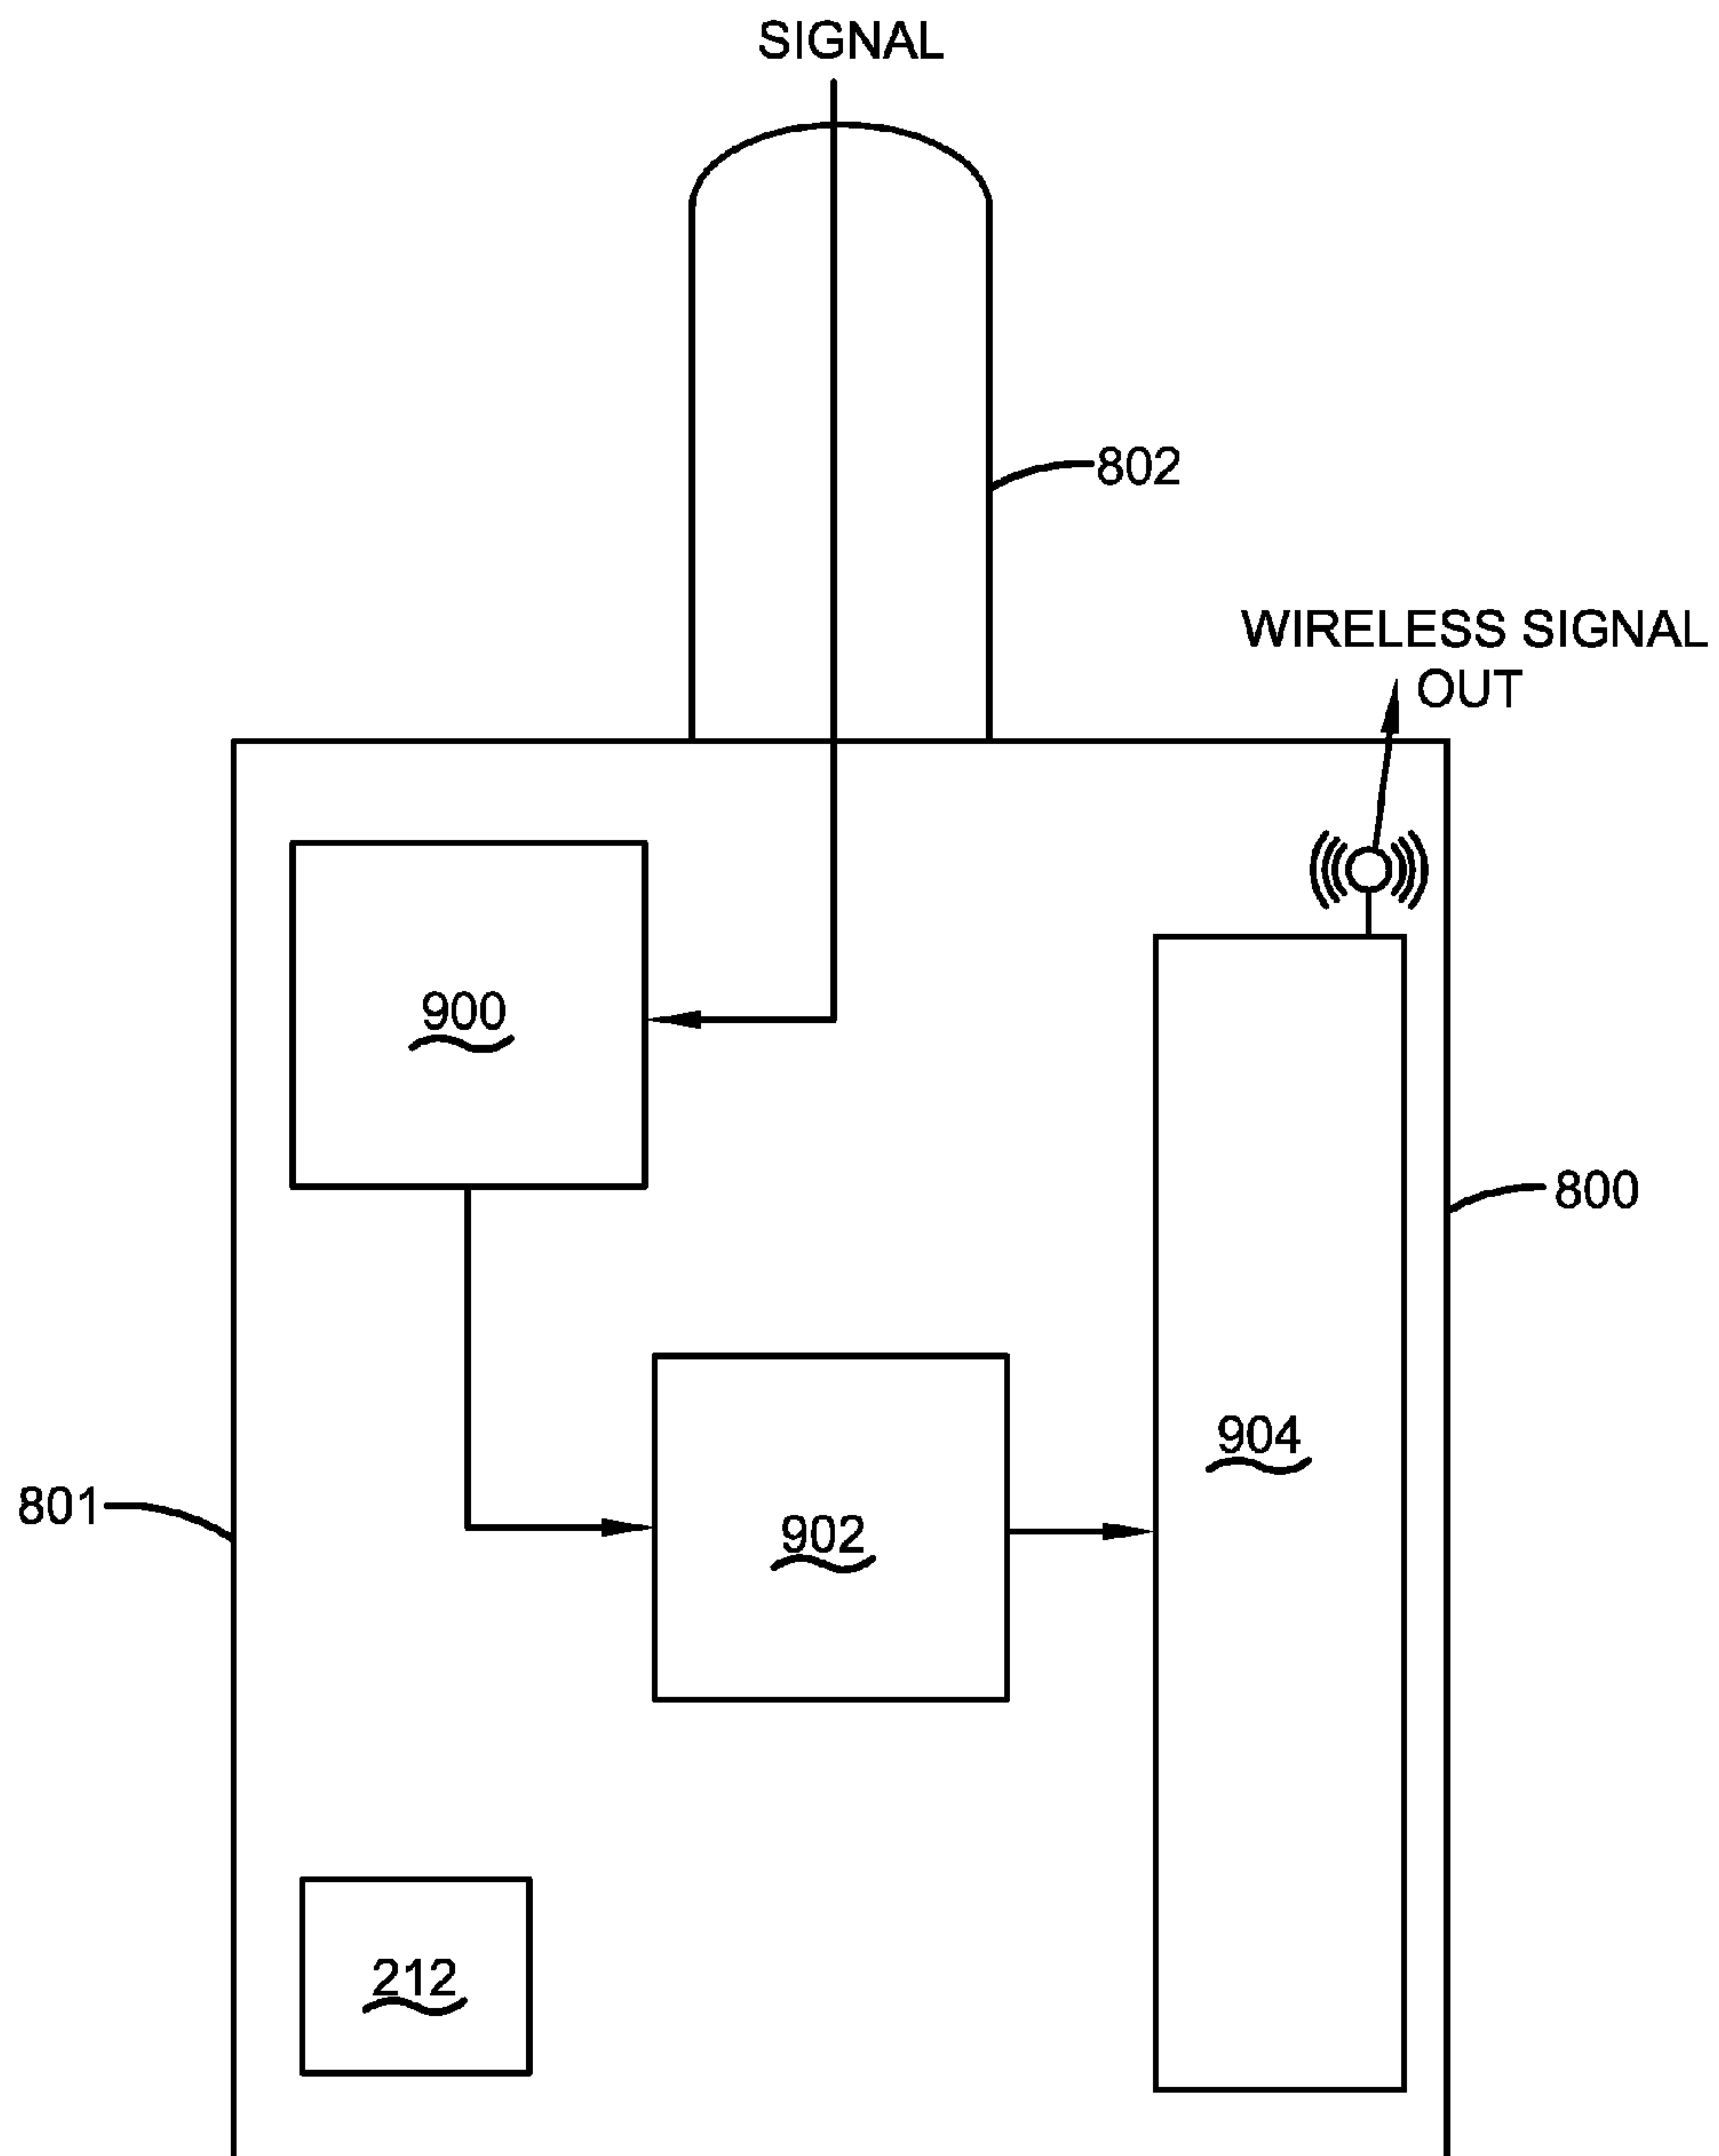 SIGNAL
802
WIRELESS SIGNAL
OUT
900
800
904
801
902
212